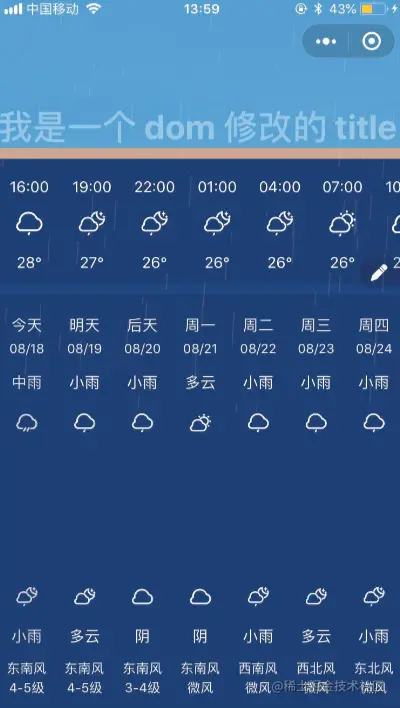 中国移动 13:59 43%
我是一个 dom 修改的 title
16:00 19:00 22:00 01:00 04:00 07:00 10
28° 27° 26° 26° 26° 26° 2
今天 明天 后天 周一 周二 周三 周四
08/18 08/19 08/20 08/21 08/22 08/23 08/24
中雨 小雨 小雨 多云 小雨 小雨 小雨
小雨 多云 阴 阴 小雨 多云 小雨
东南风 东南风 东南风 东南风 西南风 西北风 东北风
4-5级 4-5级 3-4级 微风 微风 微风 微风
@稀土掘金技术社区